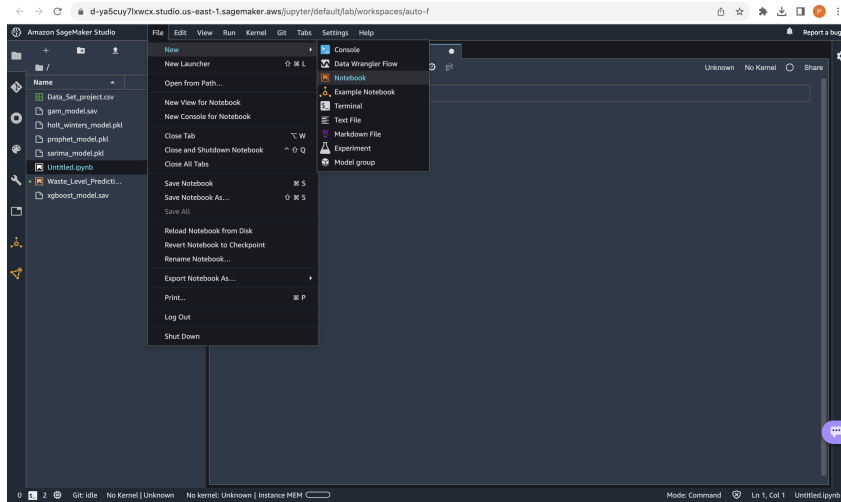 d-ya5cuy7lxwcx.studio.us-east-1.sagemaker.aws/jupyter/default/lab/workspaces/auto-f
Amazon SageMaker Studio
File Edit View Run Kernel Git Tabs Settings Help
Report a bug
/
Name
Data_Set_project.csv
gam_model.sav
holt_winters_model.pkl
prophet_model.pkl
sarima_model.pkl
Untitled.ipynb
Waste_Level_Predicti...
xgboost_model.sav
New
New Launcher ⇧ ⌘ L
Open from Path...
New View for Notebook
New Console for Notebook
Close Tab ⌥ W
Close and Shutdown Notebook ^ ⇧ Q
Close All Tabs
Save Notebook ⌘ S
Save Notebook As... ⇧ ⌘ S
Save All
Reload Notebook from Disk
Revert Notebook to Checkpoint
Rename Notebook...
Export Notebook As...
Print... ⌘ P
Log Out
Shut Down
Console
Data Wrangler Flow
Notebook
Example Notebook
Terminal
Text File
Markdown File
Experiment
Model group
git
Unknown No Kernel Share
0 2 Git: idle No Kernel | Unknown No kernel: Unknown | Instance MEM
Mode: Command Ln 1, Col 1 Untitled.ipynb